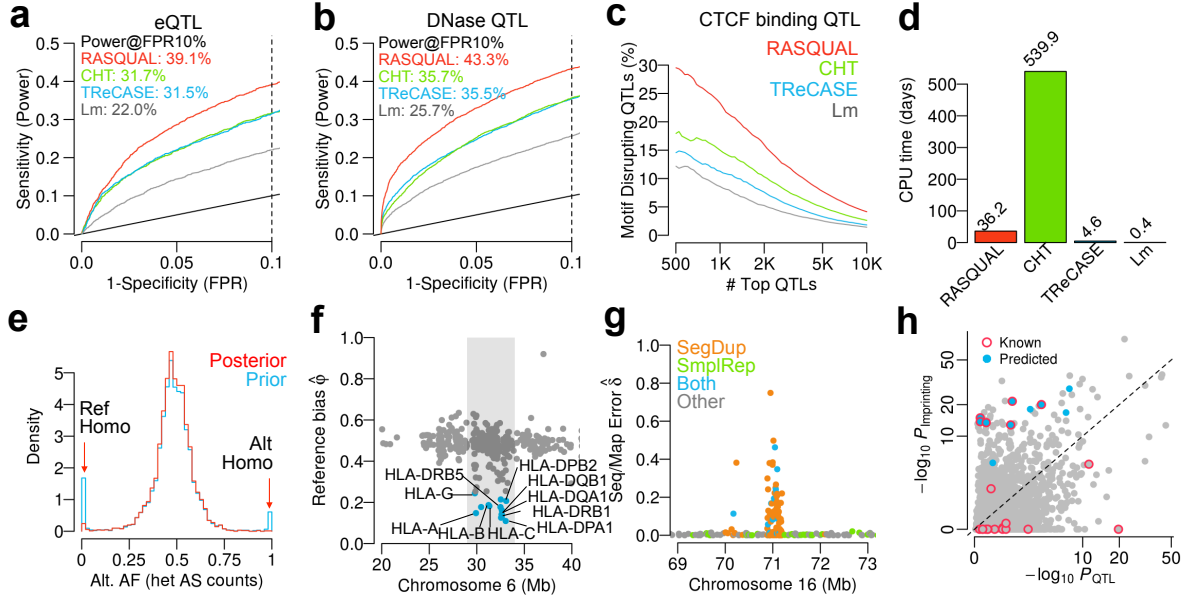 a
eQTL
Power@FPR10%
RASQUAL: 39.1%
CHT: 31.7%
TReCASE: 31.5%
Lm: 22.0%
Sensitivity (Power)
0.5
0.4
0.3
0.2
0.1
0.0
0.0
0.05
0.1
1-Specificity (FPR)
b
DNase QTL
Power@FPR10%
RASQUAL: 43.3%
CHT: 35.7%
TReCASE: 35.5%
Lm: 25.7%
Sensitivity (Power)
0.5
0.4
0.3
0.2
0.1
0.0
0.0
0.05
0.1
1-Specificity (FPR)
c
CTCF binding QTL
RASQUAL
CHT
TReCASE
Lm
Motif Disrupting QTLs (%)
30
25
20
15
10
5
0
500
1K
2K
5K
10K
# Top QTLs
d
CPU time (days)
500
400
300
200
100
0
36.2
539.9
4.6
0.4
RASQUAL
CHT
TReCASE
Lm
e
Posterior
Prior
Ref
Homo
Alt
Homo
Density
5
4
3
2
1
0
0
0.25
0.5
0.75
1
Alt. AF (het AS counts)
f
Reference bias φ̂
1.0
0.8
0.6
0.4
0.2
0.0
HLA-DRB5
HLA-G
HLA-A
HLA-B
HLA-C
HLA-DPB2
HLA-DQB1
HLA-DQA1
HLA-DRB1
HLA-DPA1
20
25
30
35
40
Chromosome 6 (Mb)
g
SegDup
SmplRep
Both
Other
Seq/Map Error δ̂
1.0
0.8
0.6
0.4
0.2
0.0
69
70
71
72
73
Chromosome 16 (Mb)
h
Known
Predicted
−log10 PImprinting
50
20
10
0
0
10
20
50
−log10 PQTL